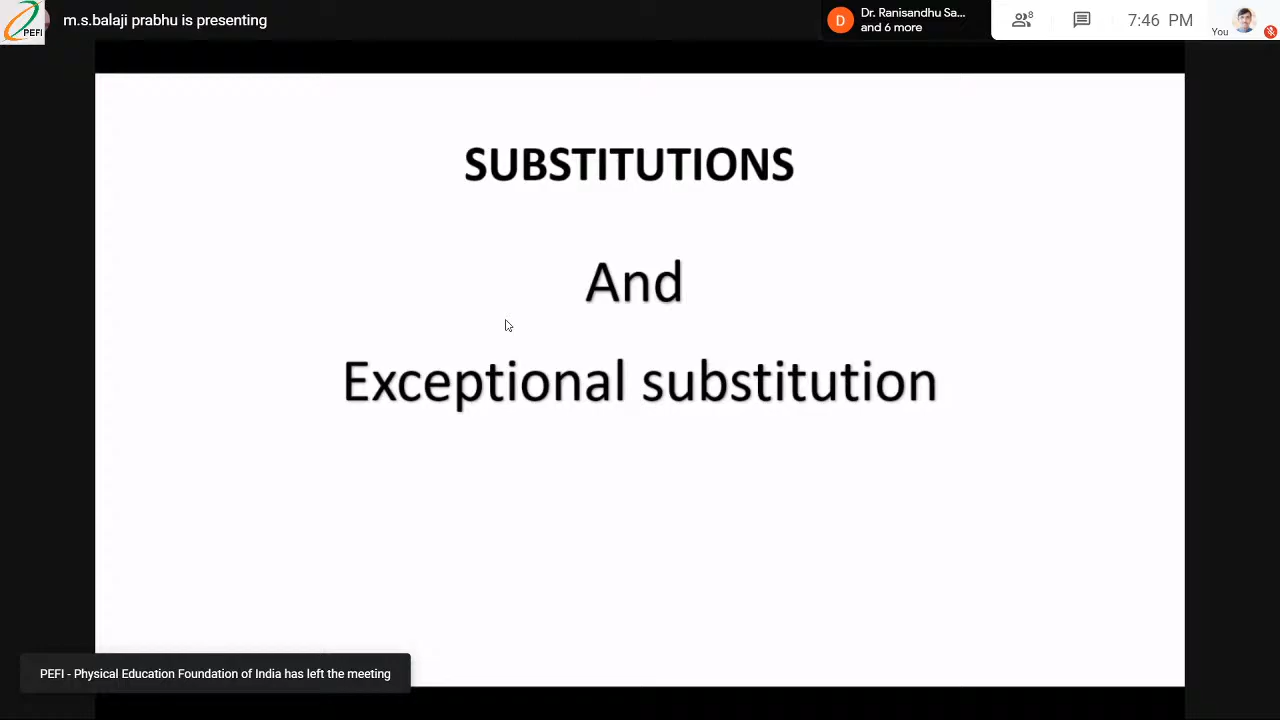 PEFI
m.s.balaji prabhu is presenting
D
Dr. Ranisandhu Sa...
and 6 more
8
7:46 PM
You
SUBSTITUTIONS
And
Exceptional substitution
PEFI - Physical Education Foundation of India has left the meeting